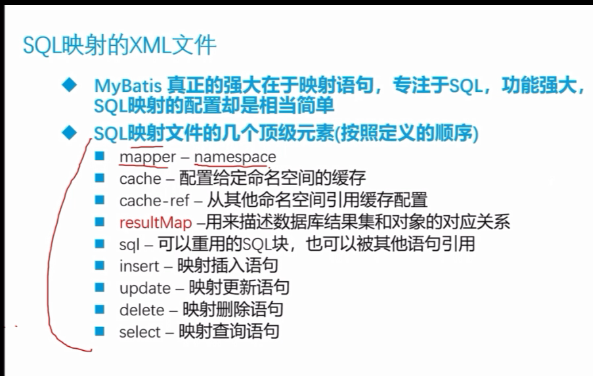 SQL映射的XML文件
MyBatis 真正的强大在于映射语句，专注于SQL，功能强大，
SQL映射的配置却是相当简单
SQL映射文件的几个顶级元素(按照定义的顺序)
mapper – namespace
cache – 配置给定命名空间的缓存
cache-ref – 从其他命名空间引用缓存配置
resultMap –用来描述数据库结果集和对象的对应关系
sql – 可以重用的SQL块，也可以被其他语句引用
insert – 映射插入语句
update – 映射更新语句
delete – 映射删除语句
select – 映射查询语句